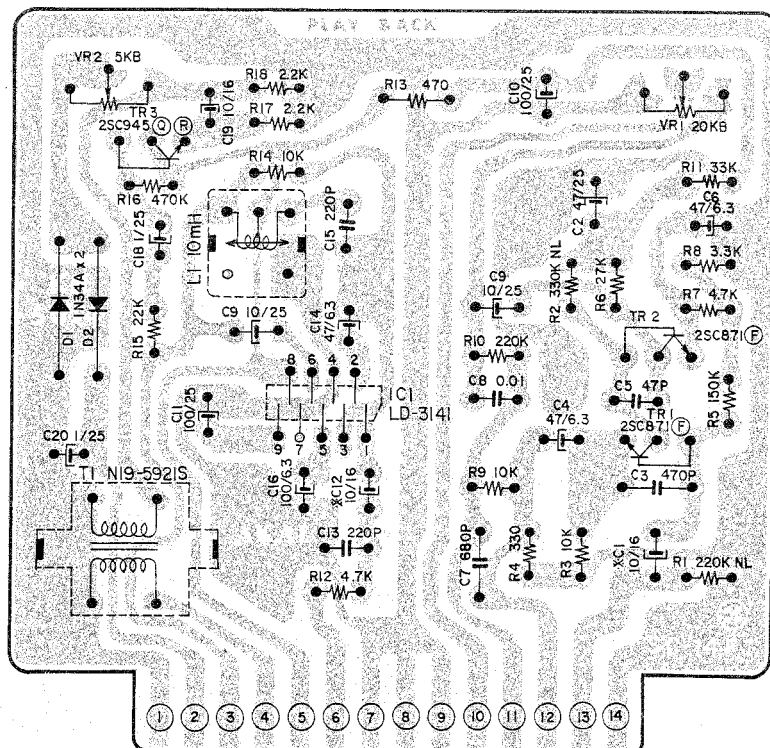 PLAY BACK
VR2 5KB
TR3
2SC945 Q R
C19 10/16
R18 2.2K
R17 2.2K
R14 10K
R13 470
C10 100/25
VR1 20KB
R16 470K
C18 1/25
L1 10mH
C15 220P
C2 47/25
R11 33K
C6
47/6.3
R8 3.3K
R7 4.7K
1N34A x 2
D1
D2
R15 22K
C9 10/25
C14
47/6.3
C9
10/25
R2 330K NL
R6 27K
TR 2
2SC871 F
R10 220K
C8 0.01
C5 47P
R5 150K
8 6 4 2
IC1
LD-3141
9 7 5 3 1
C11
100/25
C4
47/6.3
TR1
2SC871 F
C20 1/25
T1 N19-5921S
C16
100/6.3
※C12
10/16
R9 10K
C3 470P
C13 220P
R12 4.7K
C7 680P
R4 330
R3 10K
※C1
10/16
R1 220K NL
1 2 3 4 5 6 7 8 9 10 11 12 13 14